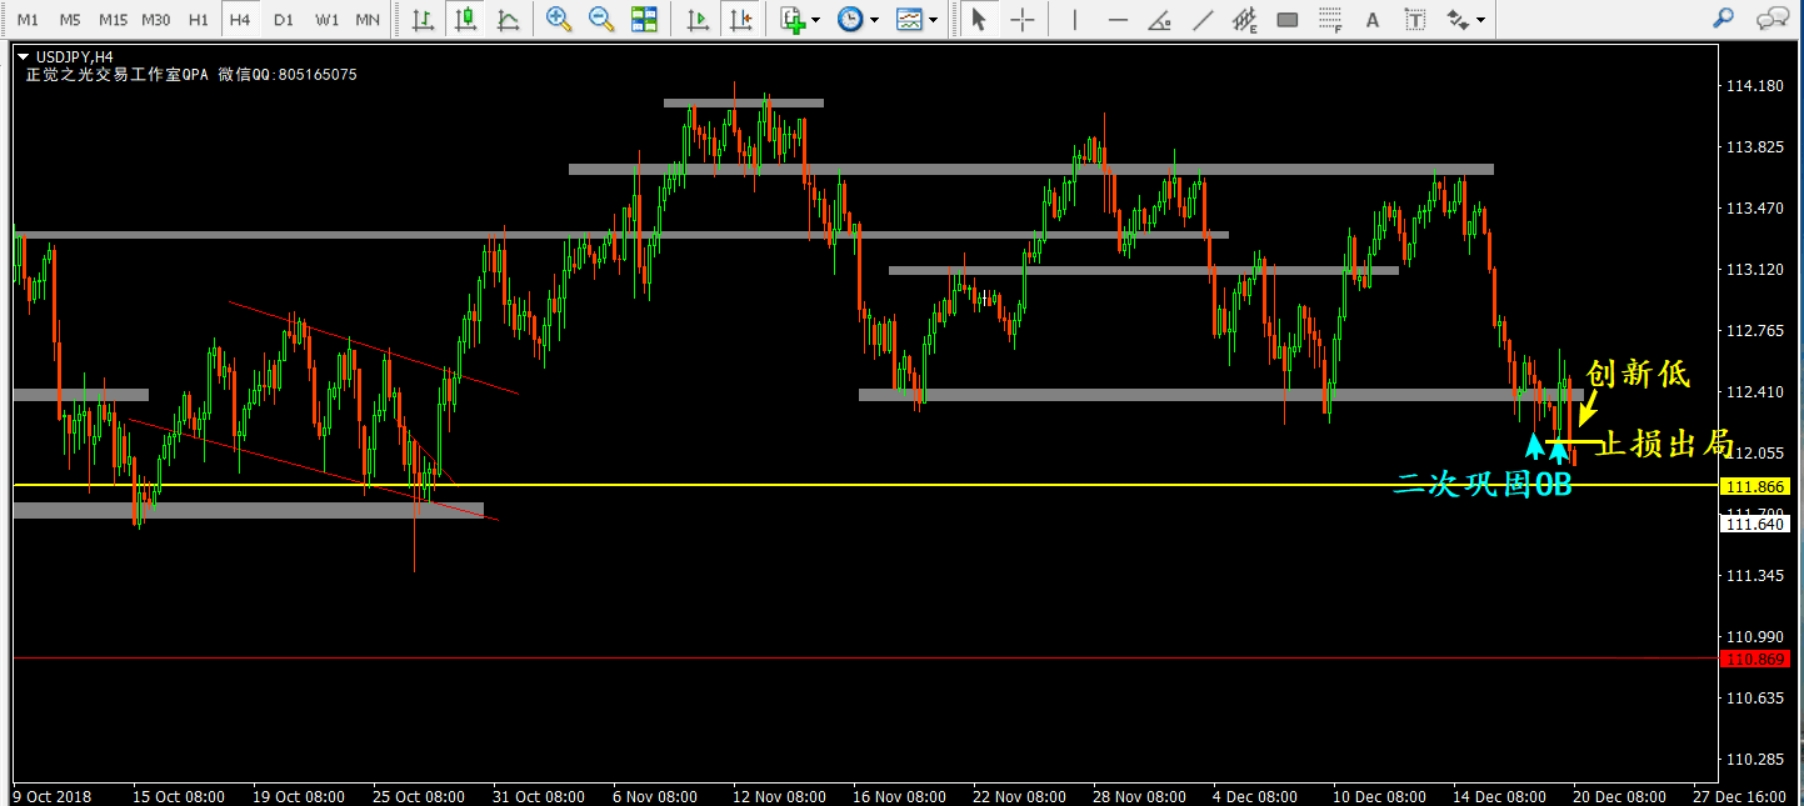 M1 M5 M15 M30 H1 H4 D1 W1 MN
E F A T
USDJPY,H4
正觉之光交易工作室QPA 微信QQ:805165075
114.180
113.825
113.470
113.120
112.765
创新低
112.410
止损出局
112.055
二次巩固OB
111.866
111.700
111.640
111.345
110.990
110.869
110.635
110.285
9 Oct 2018 15 Oct 08:00 19 Oct 08:00 25 Oct 08:00 31 Oct 08:00 6 Nov 08:00 12 Nov 08:00 16 Nov 08:00 22 Nov 08:00 28 Nov 08:00 4 Dec 08:00 10 Dec 08:00 14 Dec 08:00 20 Dec 08:00 27 Dec 16:00